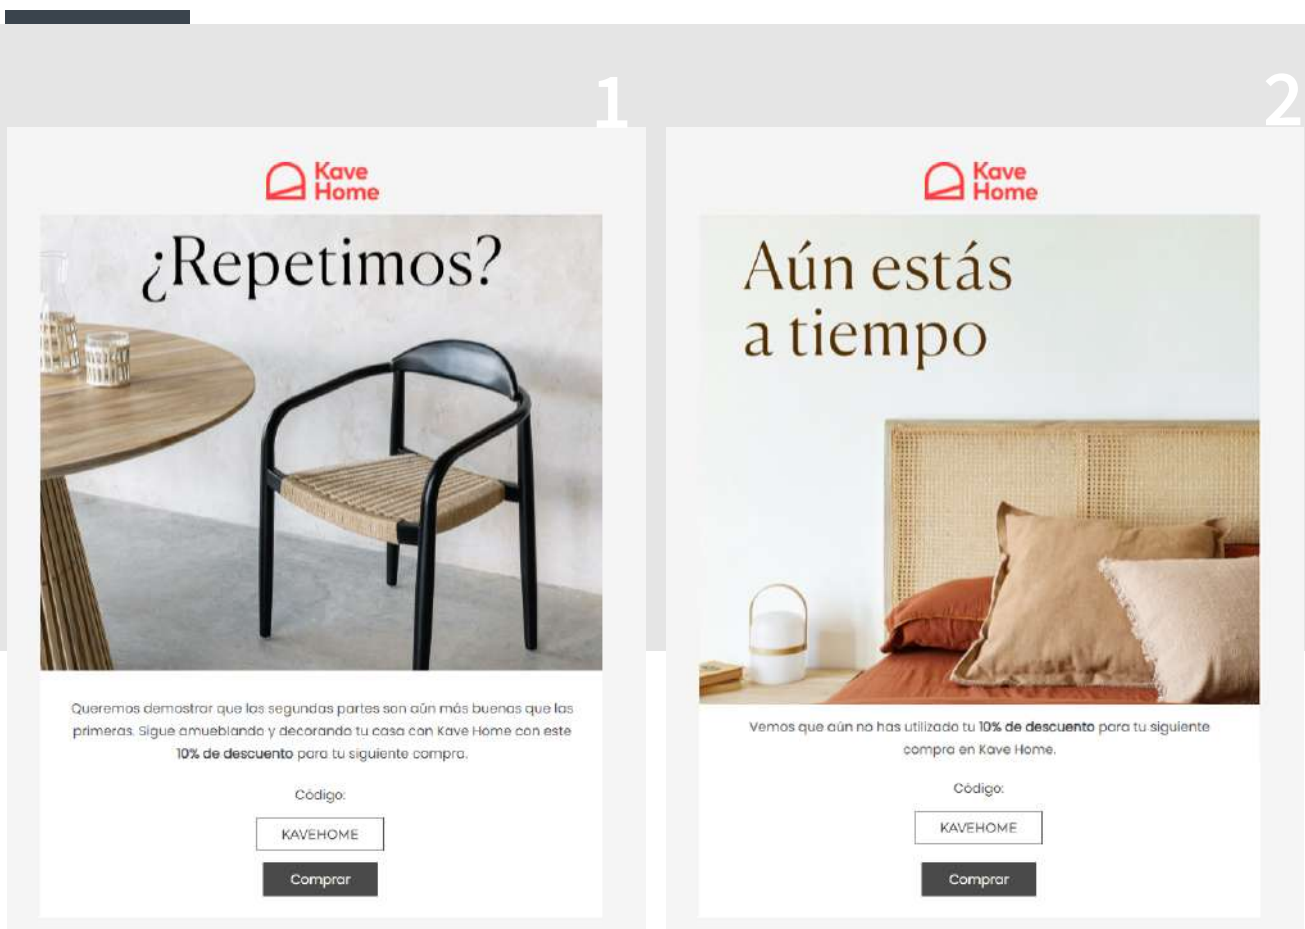 1
Kave
Home
¿Repetimos?
Queremos demostrar que las segundas partes son aún más buenas que las
primeras. Sigue amueblando y decorando tu casa con Kave Home con este
10% de descuento para tu siguiente compra.
Código:
KAVEHOME
Comprar
2
Kave
Home
Aún estás
a tiempo
Vemos que aún no has utilizado tu 10% de descuento para tu siguiente
compra en Kave Home.
Código:
KAVEHOME
Comprar